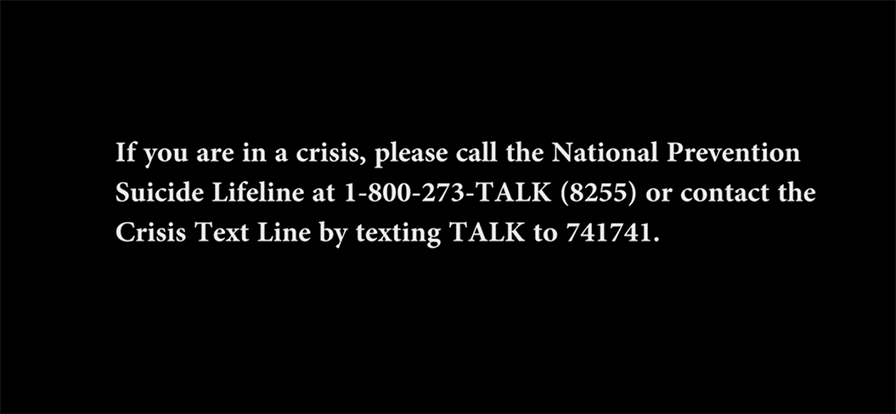 If you are in a crisis, please call the National Prevention
Suicide Lifeline at 1-800-273-TALK (8255) or contact the
Crisis Text Line by texting TALK to 741741.